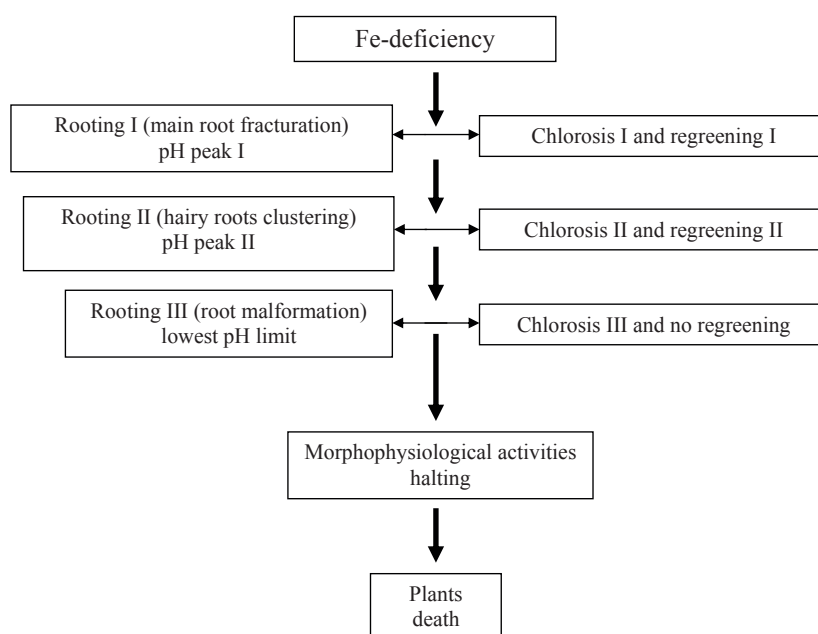 Fe-deficiency
Rooting I (main root fracturation)
pH peak I
Chlorosis I and regreening I
Rooting II (hairy roots clustering)
pH peak II
Chlorosis II and regreening II
Rooting III (root malformation)
lowest pH limit
Chlorosis III and no regreening
Morphophysiological activities
halting
Plants
death